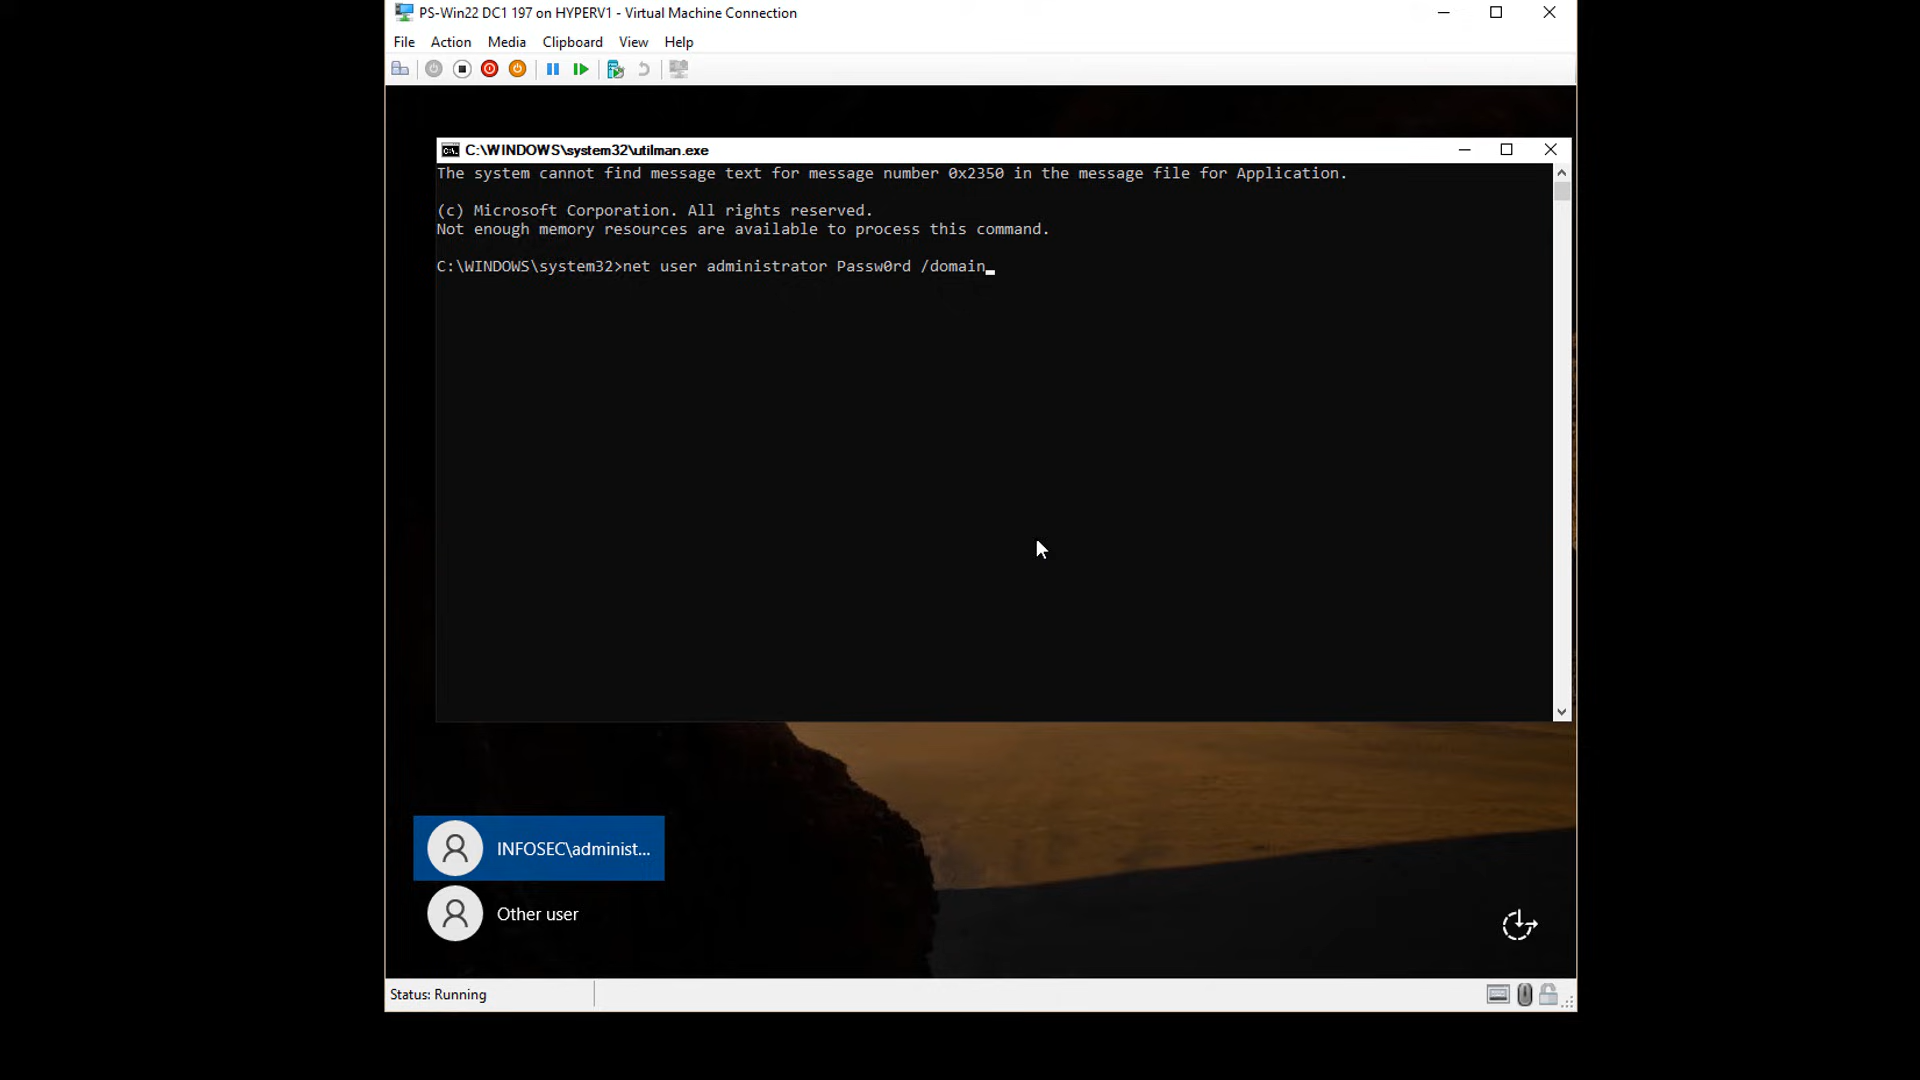 PS-Win22 DC1 197 on HYPERV1 - Virtual Machine Connection
File Action Media Clipboard View Help
C:\WINDOWS\system32\utilman.exe
The system cannot find message text for message number 0x2350 in the message file for Application.
(c) Microsoft Corporation. All rights reserved.
Not enough memory resources are available to process this command.
C:\WINDOWS\system32>net user administrator Passw0rd /domain_
INFOSEC\administ...
Other user
Status: Running